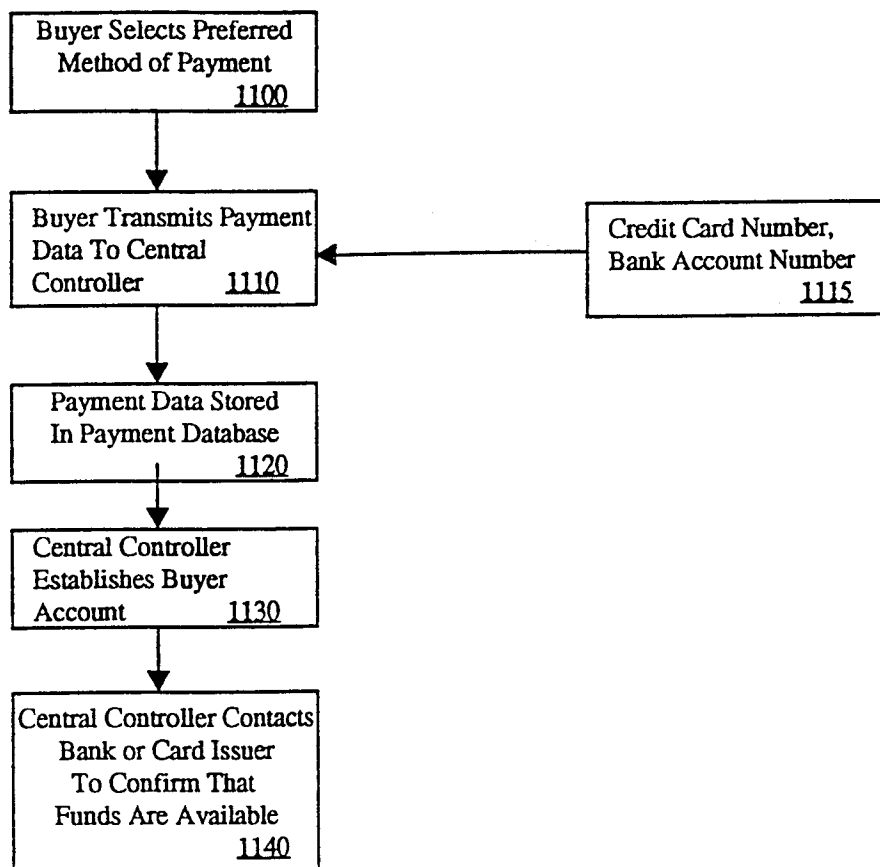 Buyer Selects Preferred
Method of Payment
1100
Buyer Transmits Payment
Data To Central
Controller 1110
Credit Card Number,
Bank Account Number
1115
Payment Data Stored
In Payment Database
1120
Central Controller
Establishes Buyer
Account 1130
Central Controller Contacts
Bank or Card Issuer
To Confirm That
Funds Are Available
1140